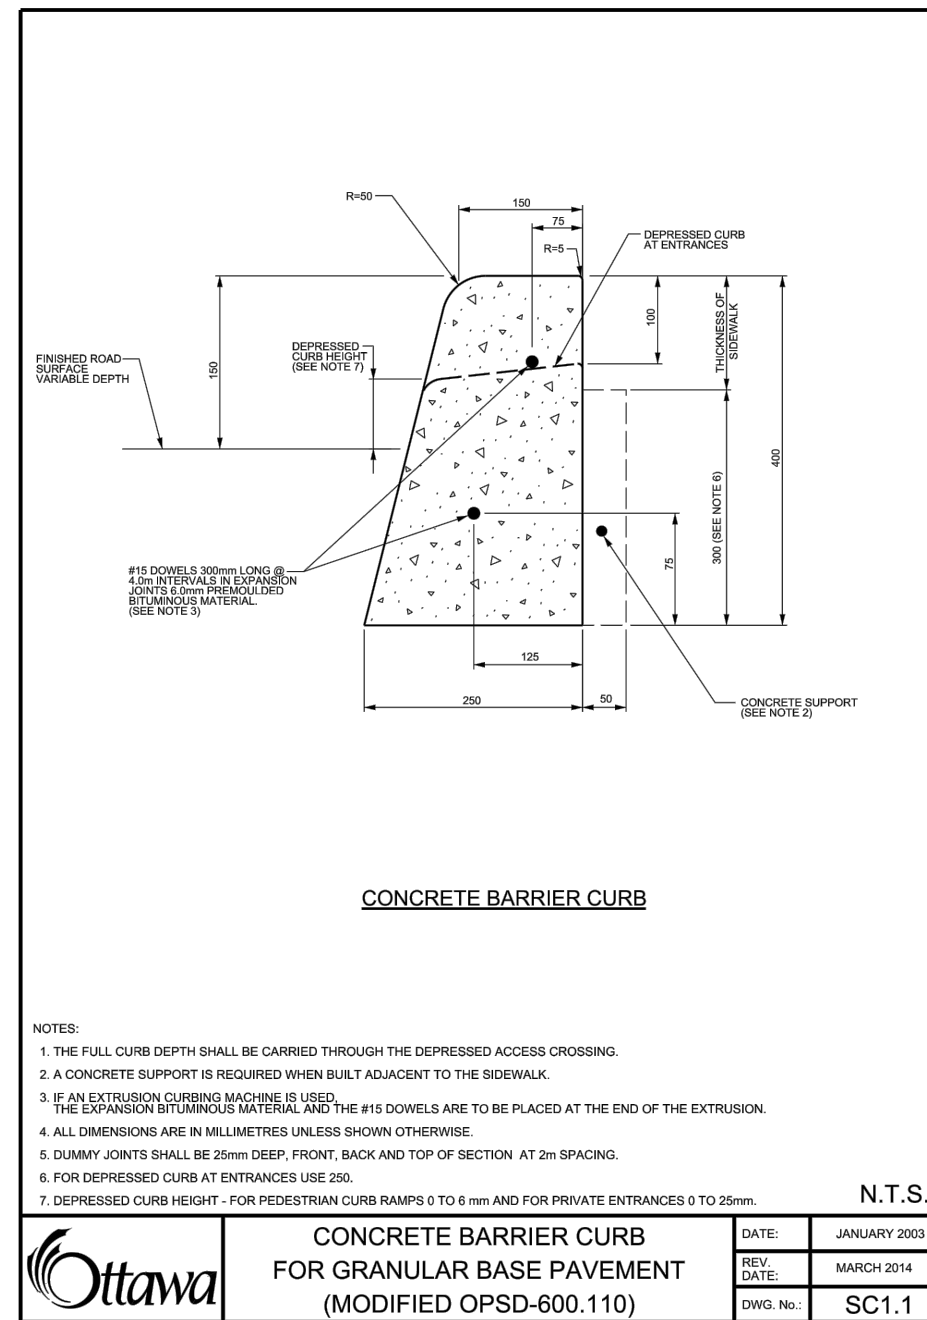 R=50
150
75
R=5
DEPRESSED CURB
AT ENTRANCES
150
DEPRESSED
CURB HEIGHT
(SEE NOTE 7)
100
THICKNESS OF
SIDEWALK
FINISHED ROAD
SURFACE
VARIABLE DEPTH
400
300 (SEE NOTE 6)
75
#15 DOWELS 300mm LONG @
4.0m INTERVALS IN EXPANSION
JOINTS 6.0mm PREMOULDED
BITUMINOUS MATERIAL.
(SEE NOTE 3)
125
250
50
CONCRETE SUPPORT
(SEE NOTE 2)
CONCRETE BARRIER CURB
NOTES:
1. THE FULL CURB DEPTH SHALL BE CARRIED THROUGH THE DEPRESSED ACCESS CROSSING.
2. A CONCRETE SUPPORT IS REQUIRED WHEN BUILT ADJACENT TO THE SIDEWALK.
3. IF AN EXTRUSION CURBING MACHINE IS USED,
THE EXPANSION BITUMINOUS MATERIAL AND THE #15 DOWELS ARE TO BE PLACED AT THE END OF THE EXTRUSION.
4. ALL DIMENSIONS ARE IN MILLIMETRES UNLESS SHOWN OTHERWISE.
5. DUMMY JOINTS SHALL BE 25mm DEEP, FRONT, BACK AND TOP OF SECTION AT 2m SPACING.
6. FOR DEPRESSED CURB AT ENTRANCES USE 250.
7. DEPRESSED CURB HEIGHT - FOR PEDESTRIAN CURB RAMPS 0 TO 6 mm AND FOR PRIVATE ENTRANCES 0 TO 25mm.
N.T.S.
Ottawa
CONCRETE BARRIER CURB
FOR GRANULAR BASE PAVEMENT
(MODIFIED OPSD-600.110)
DATE: JANUARY 2003
REV.
DATE: MARCH 2014
DWG. No.: SC1.1